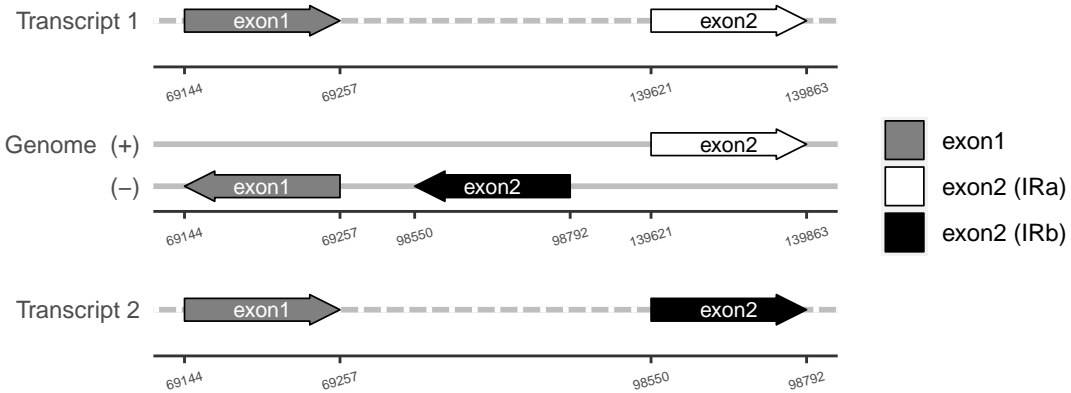 Transcript 1
exon1
exon2
69144
69257
139621
139863
Genome (+)
exon2
(−)
exon1
exon2
69144
69257
98550
98792
139621
139863
Transcript 2
exon1
exon2
69144
69257
98550
98792
exon1
exon2 (IRa)
exon2 (IRb)